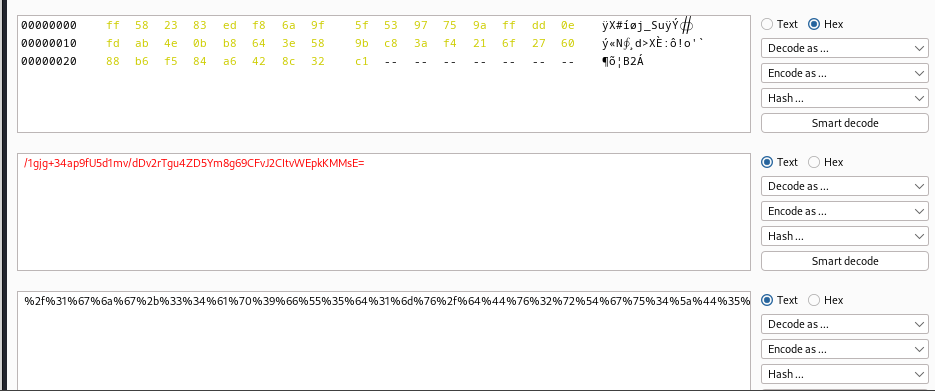 00000000 ff 58 23 83 ed f8 6a 9f 5f 53 97 75 9a ff dd 0e ÿX#íøj_SuÿÝ
Text Hex
00000010 fd ab 4e 0b b8 64 3e 58 9b c8 3a f4 21 6f 27 60 ý«N¸d>XÈ:ô!o'`
Decode as ...
00000020 88 b6 f5 84 a6 42 8c 32 c1 -- -- -- -- -- -- -- ¶õ¦B2Á
Encode as ...
Hash ...
Smart decode
/1gjg+34ap9fU5d1mv/dDv2rTgu4ZD5Ym8g69CFvJ2CItvWEpkKMMsE=
Text Hex
Decode as ...
Encode as ...
Hash ...
Smart decode
%2f%31%67%6a%67%2b%33%34%61%70%39%66%55%35%64%31%6d%76%2f%64%44%76%32%72%54%67%75%34%5a%44%35%
Text Hex
Decode as ...
Encode as ...
Hash ...